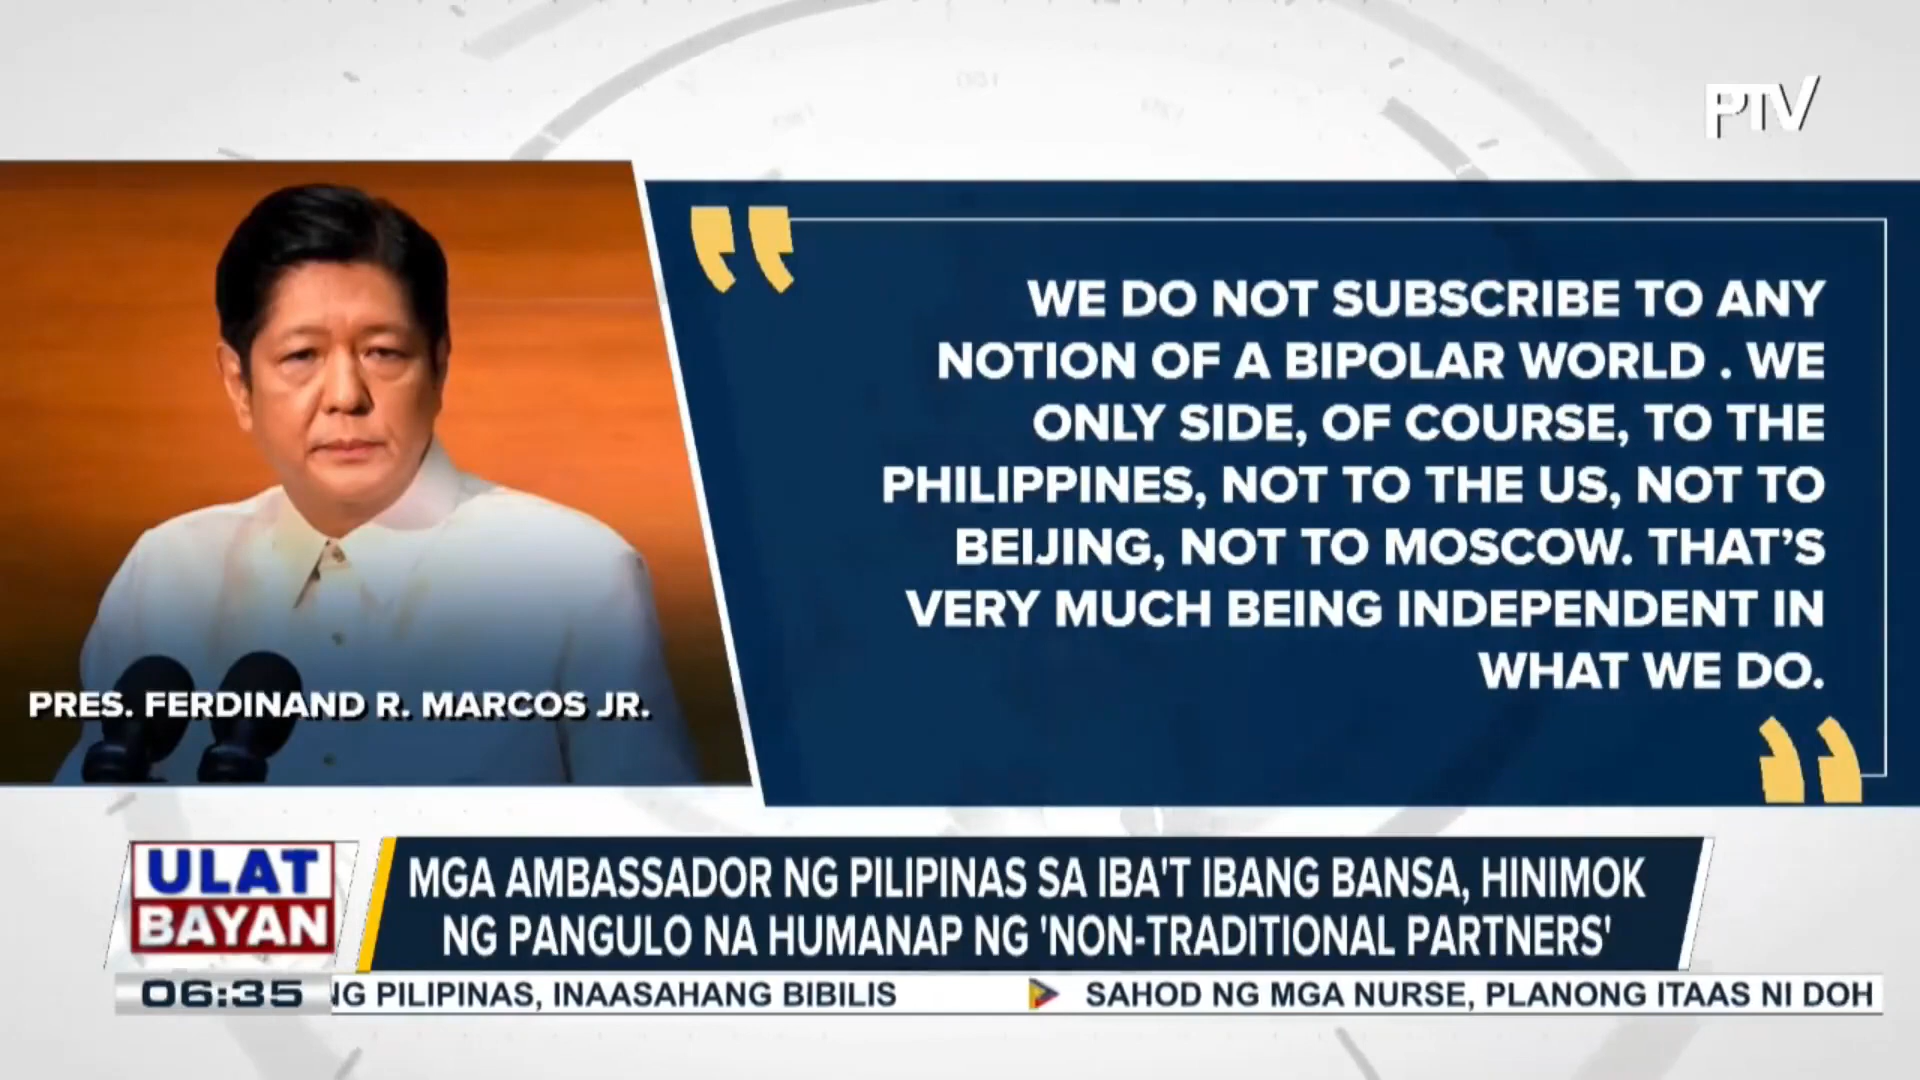 PTV
WE DO NOT SUBSCRIBE TO ANY
NOTION OF A BIPOLAR WORLD . WE
ONLY SIDE, OF COURSE, TO THE
PHILIPPINES, NOT TO THE US, NOT TO
BEIJING, NOT TO MOSCOW. THAT’S
VERY MUCH BEING INDEPENDENT IN
WHAT WE DO.
PRES. FERDINAND R. MARCOS JR.
ULAT
BAYAN
MGA AMBASSADOR NG PILIPINAS SA IBA'T IBANG BANSA, HINIMOK
NG PANGULO NA HUMANAP NG 'NON-TRADITIONAL PARTNERS'
06:35
NG PILIPINAS, INAASAHANG BIBILIS
SAHOD NG MGA NURSE, PLANONG ITAAS NI DOH